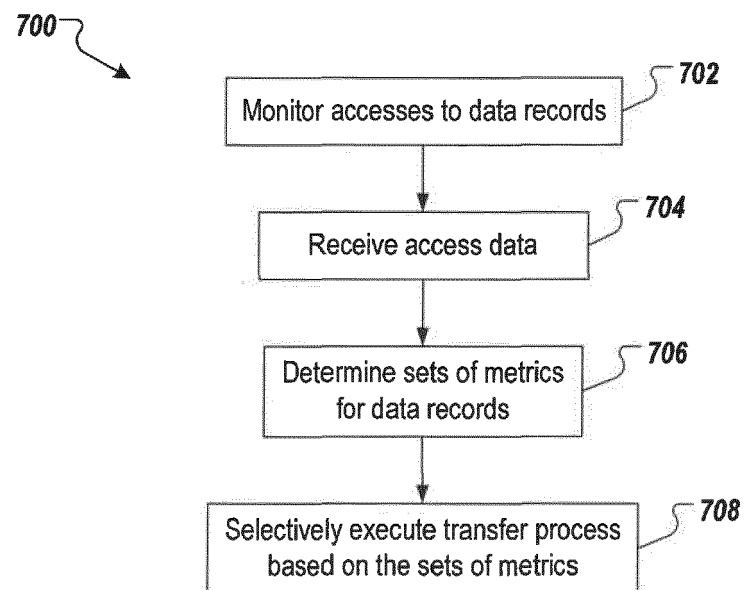 700
702
Monitor accesses to data records
704
Receive access data
706
Determine sets of metrics
for data records
708
Selectively execute transfer process
based on the sets of metrics